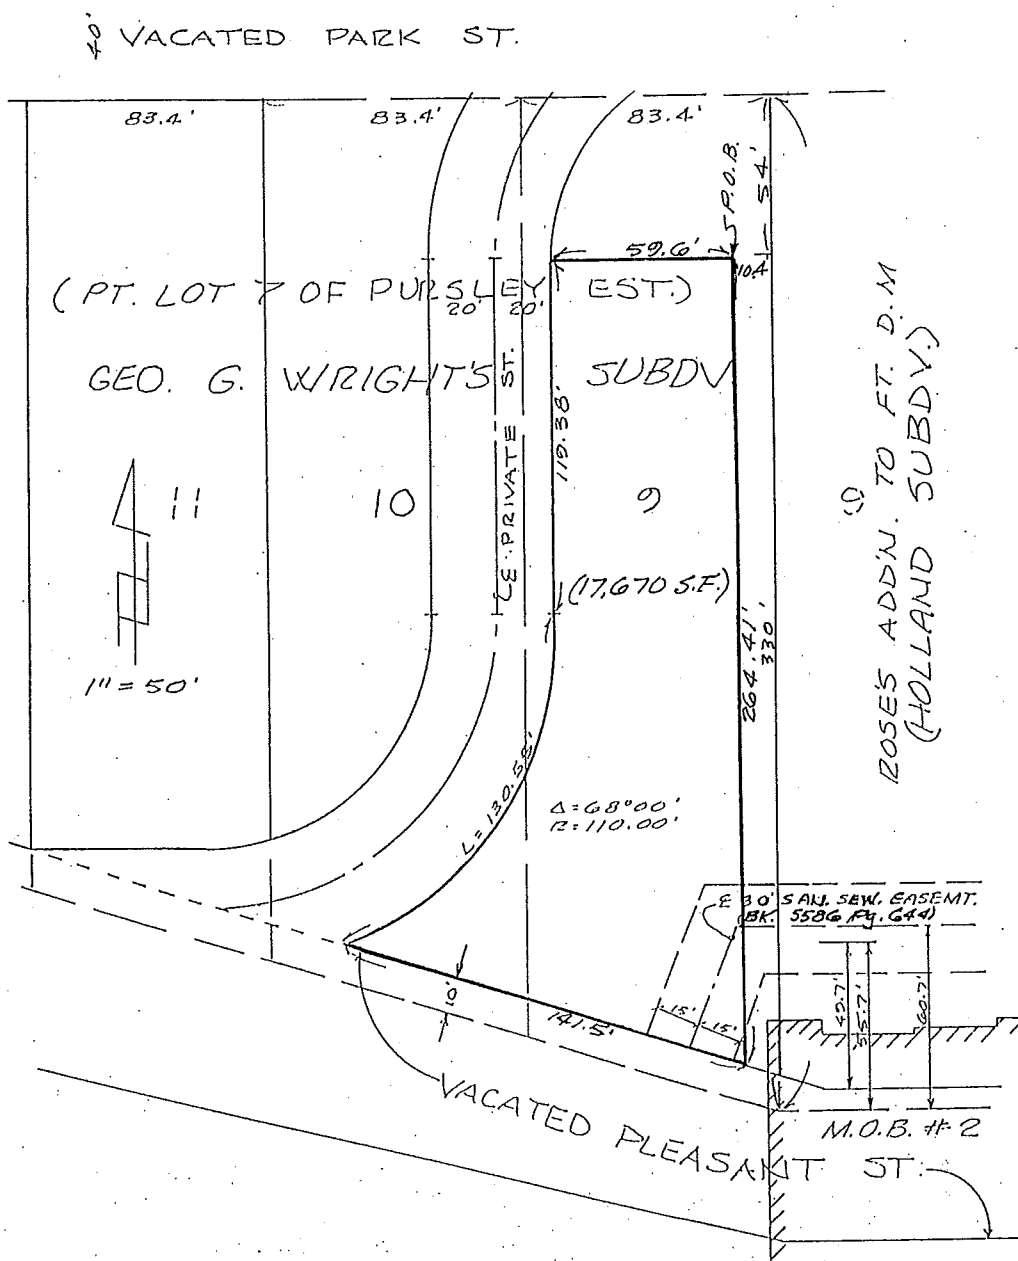 40' VACATED PARK ST.
83.4'
83.4'
83.4'
P.O.B.
54'
59.6'
10.4'
(PT. LOT 7 OF PURSLEY EST.)
20'
20'
GEO. G. WRIGHT'S SUBDV
ROSE'S ADD'N. TO FT. D. M
(HOLLAND SUBDV.)
119.38'
℄ PRIVATE ST.
11
10
9
(9)
(17,670 S.F.)
264.41'
330'
1" = 50'
L=130.58'
Δ=68°00'
R=110.00'
℄ 30' SAN. SEW. EASEMT.
(BK. 5586 Pg. 644)
15'
15'
55.7'
60.7'
10'
141.5'
VACATED PLEASANT ST.
M.O.B. #2